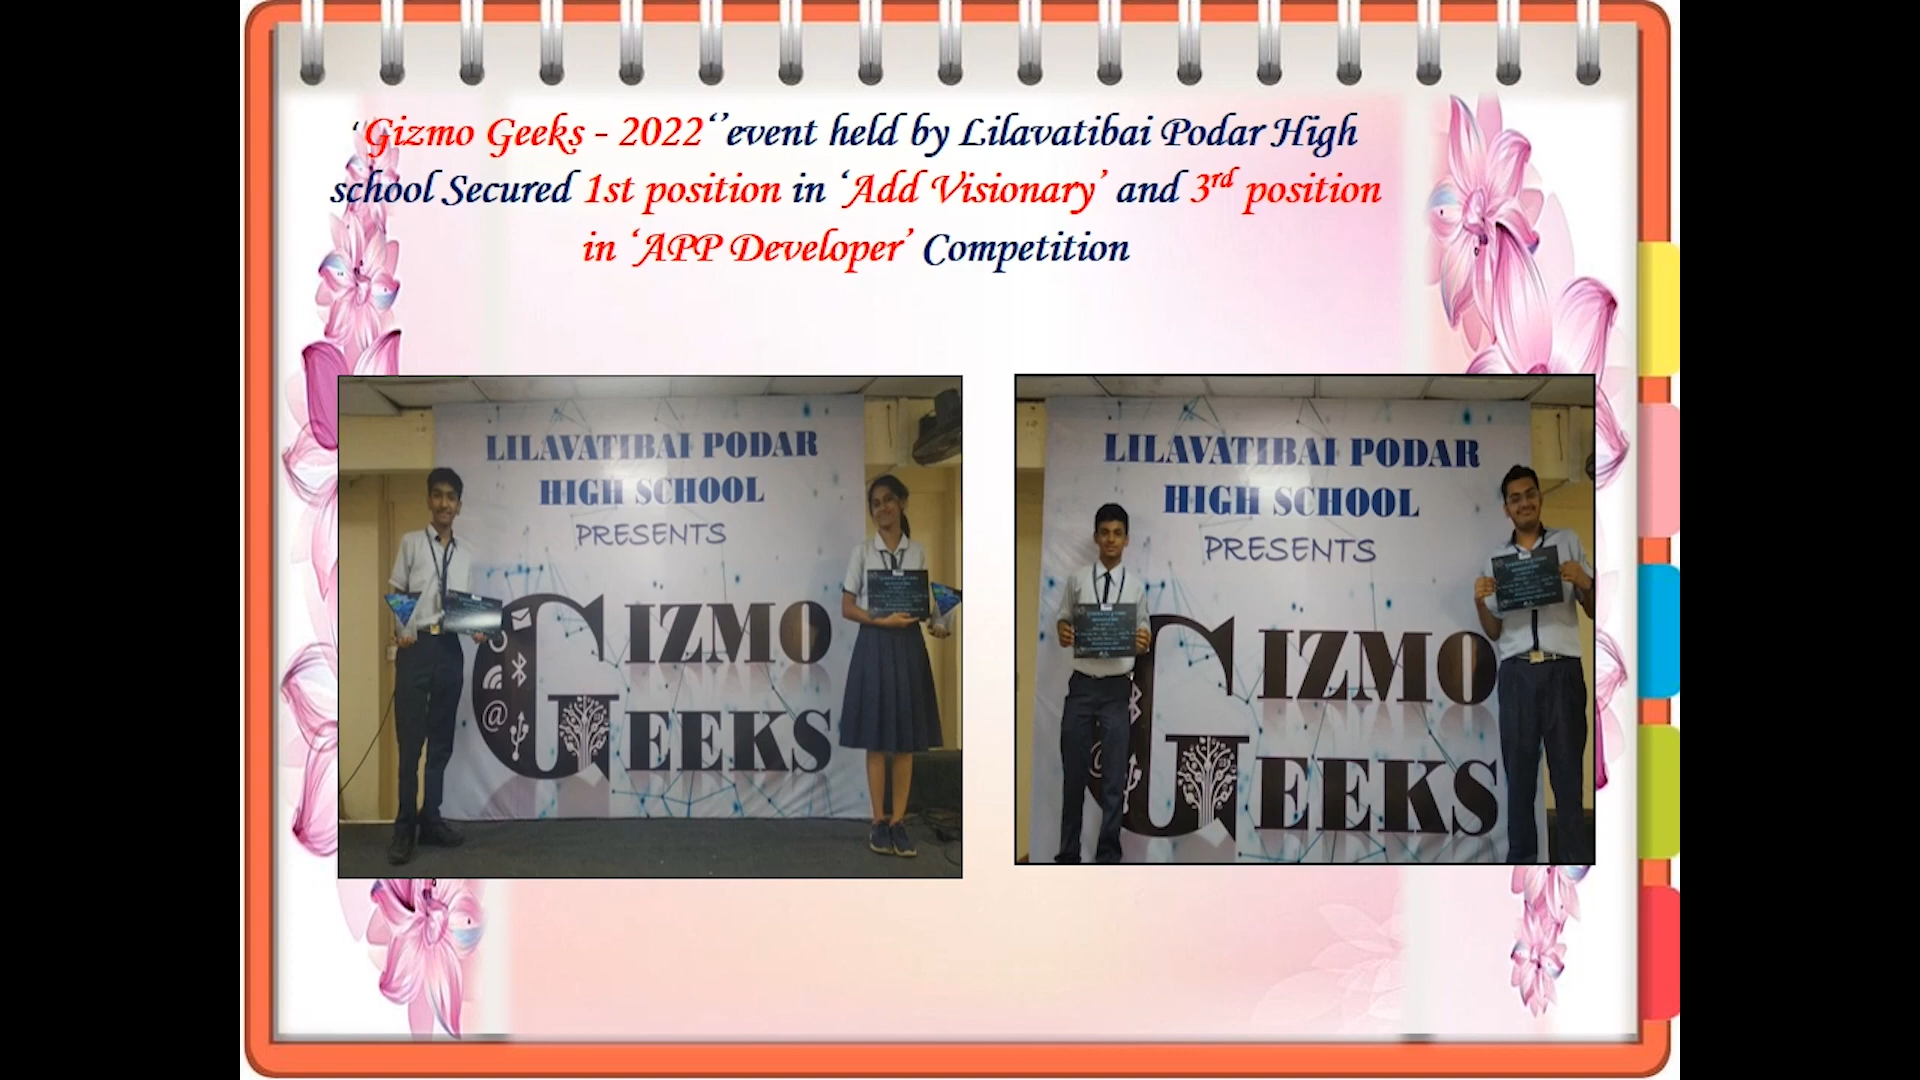 ‘Gizmo Geeks - 2022‘’event held by Lilavatibai Podar High
school Secured 1st position in ‘Add Visionary’ and 3rd position
in ‘APP Developer’ Competition
LILAVATIBAI PODAR
HIGH SCHOOL
PRESENTS
GIZMO
GEEKS
LILAVATIBAI PODAR
HIGH SCHOOL
PRESENTS
GIZMO
GEEKS